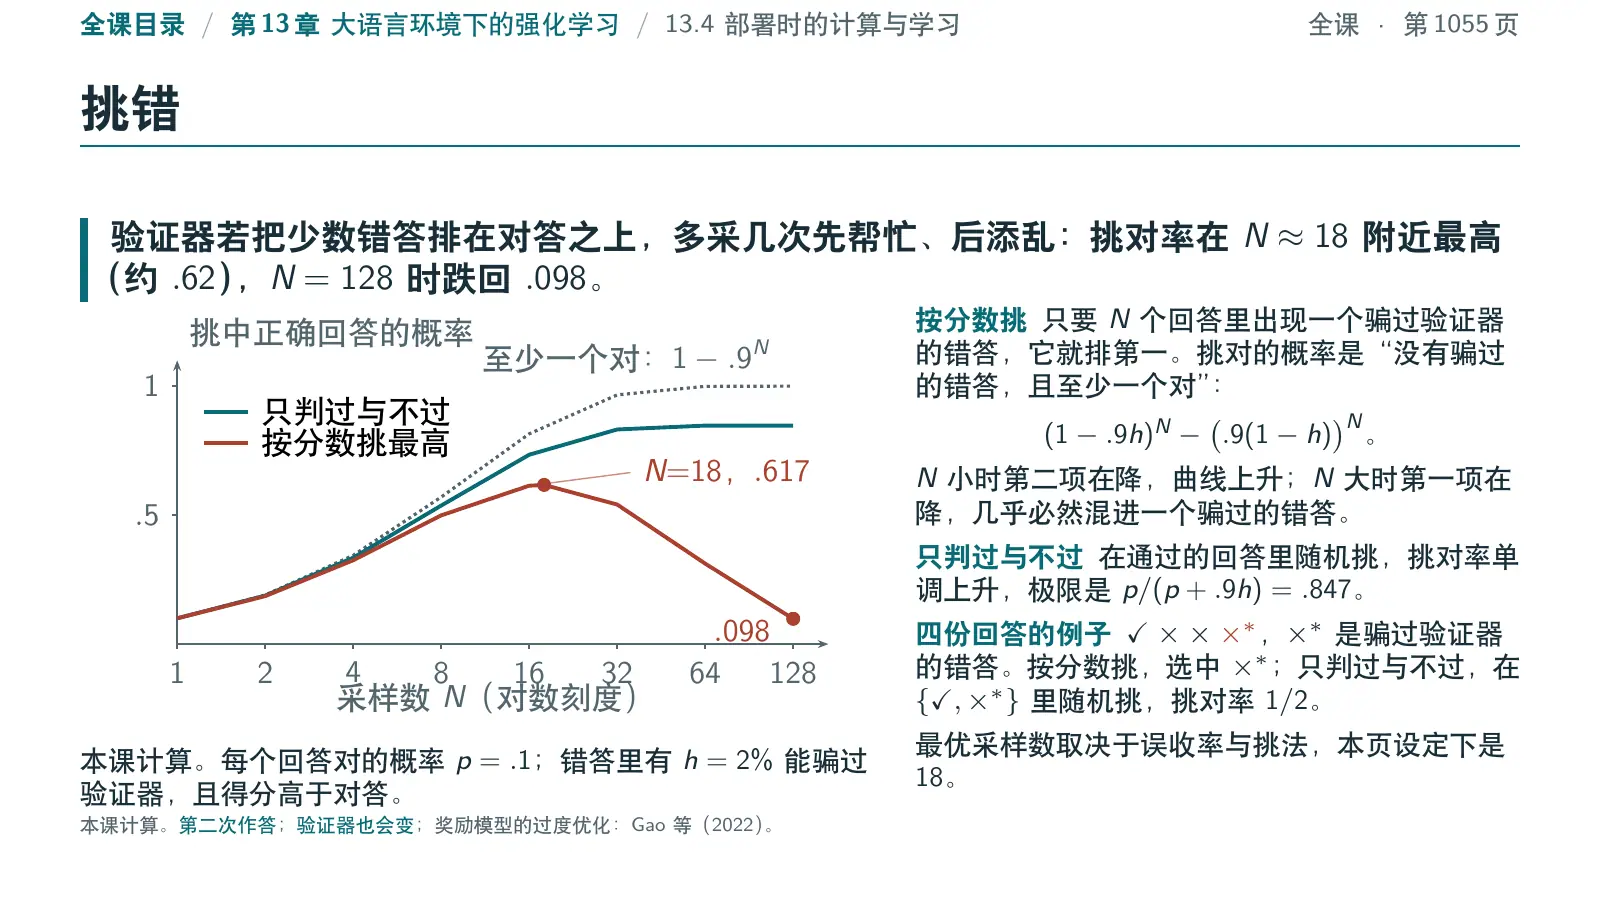 全课目录 / 第13章 大语言环境下的强化学习 / 13.4 部署时的计算与学习
全课 · 第1055页
挑错
验证器若把少数错答排在对答之上，多采几次先帮忙、后添乱：挑对率在 N ≈ 18 附近最高
(约 .62)，N = 128 时跌回 .098。
挑中正确回答的概率
至少一个对：1 − .9^N
1
只判过与不过
按分数挑最高
N=18，.617
.5
.098
1 2 4 8 16 32 64 128
采样数 N（对数刻度）
本课计算。每个回答对的概率 p = .1；错答里有 h = 2% 能骗过
验证器，且得分高于对答。
本课计算。第二次作答；验证器也会变；奖励模型的过度优化：Gao 等（2022）。
按分数挑 只要 N 个回答里出现一个骗过验证器
的错答，它就排第一。挑对的概率是 “没有骗过
的错答，且至少一个对”：
(1 − .9h)^N − (.9(1 − h))^N。
N 小时第二项在降，曲线上升；N 大时第一项在
降，几乎必然混进一个骗过的错答。
只判过与不过 在通过的回答里随机挑，挑对率单
调上升，极限是 p/(p + .9h) = .847。
四份回答的例子 ✓ × × ×*，×* 是骗过验证器
的错答。按分数挑，选中 ×*；只判过与不过，在
{✓, ×*} 里随机挑，挑对率 1/2。
最优采样数取决于误收率与挑法，本页设定下是
18。